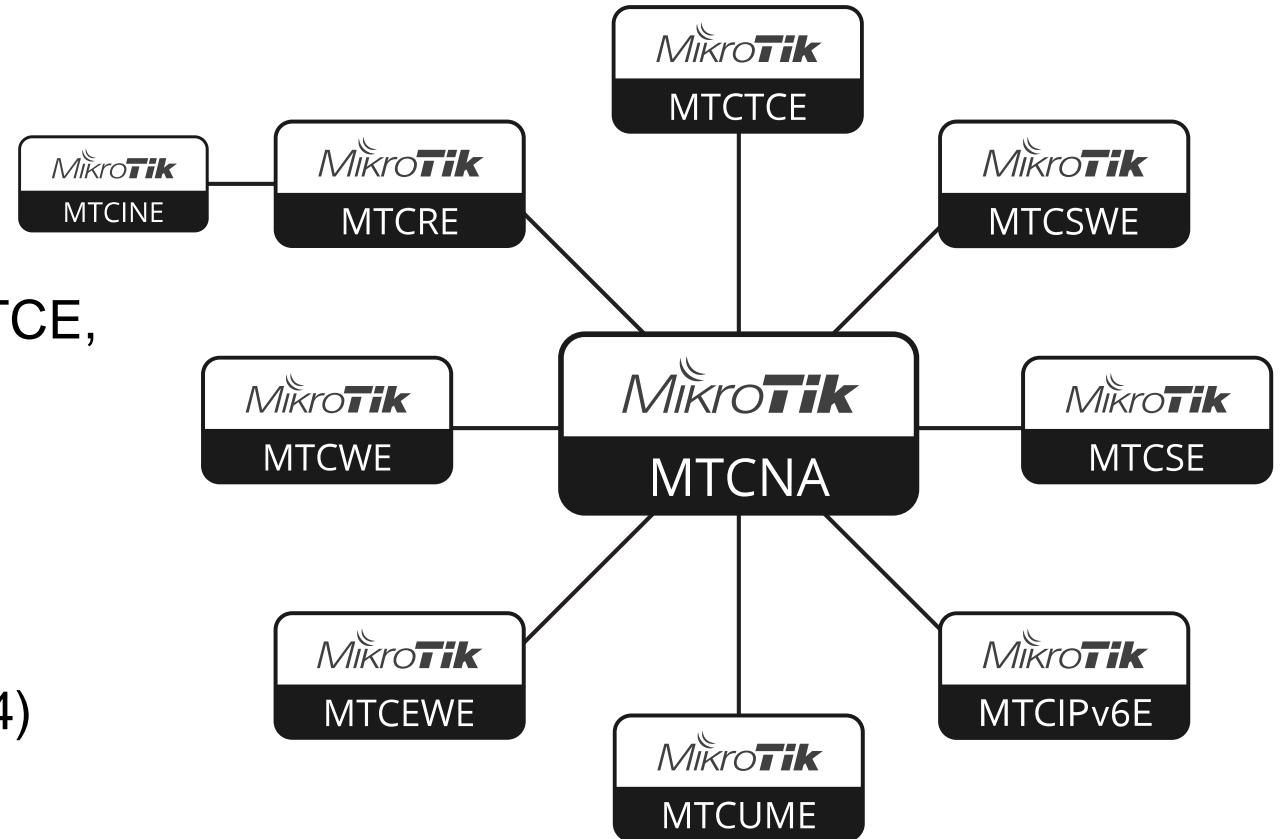 MikroTik
MTCTCE
MikroTik
MTCINE
MikroTik
MTCRE
MikroTik
MTCSWE
TCE,
MikroTik
MTCWE
MikroTik
MTCNA
MikroTik
MTCSE
4)
MikroTik
MTCEWE
MikroTik
MTCIPv6E
MikroTik
MTCUME